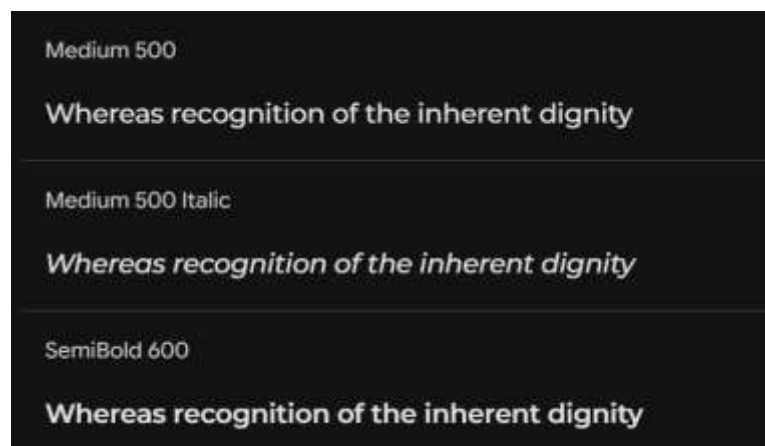 Medium 500
Whereas recognition of the inherent dignity
Medium 500 Italic
Whereas recognition of the inherent dignity
SemiBold 600
Whereas recognition of the inherent dignity